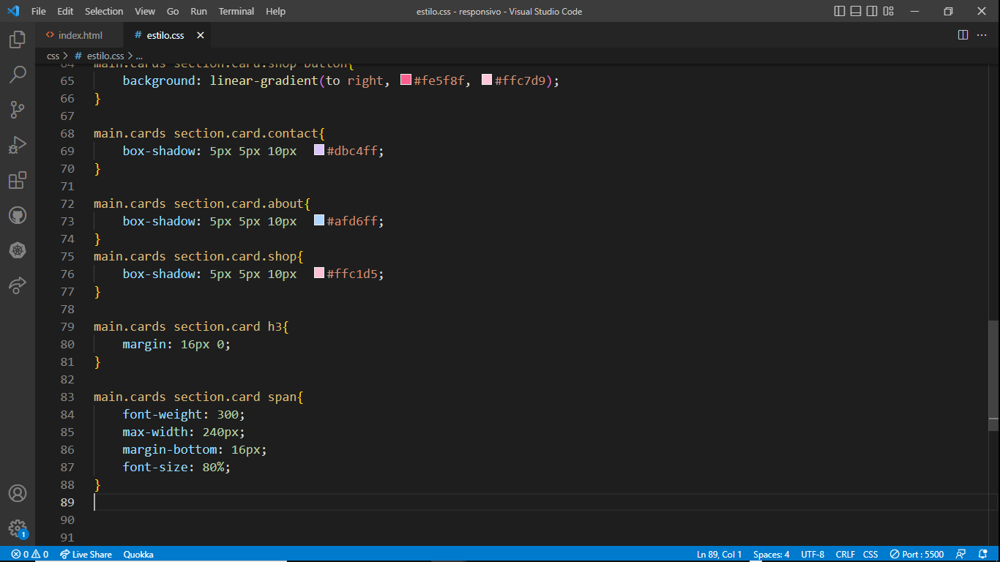 File Edit Selection View Go Run Terminal Help estilo.css - responsivo - Visual Studio Code
<> index.html # estilo.css ×
css > # estilo.css > ...
64 main.cards section.card.shop button{
65 background: linear-gradient(to right, #fe5f8f, #ffc7d9);
66 }
67
68 main.cards section.card.contact{
69 box-shadow: 5px 5px 10px #dbc4ff;
70 }
71
72 main.cards section.card.about{
73 box-shadow: 5px 5px 10px #afd6ff;
74 }
75 main.cards section.card.shop{
76 box-shadow: 5px 5px 10px #ffc1d5;
77 }
78
79 main.cards section.card h3{
80 margin: 16px 0;
81 }
82
83 main.cards section.card span{
84 font-weight: 300;
85 max-width: 240px;
86 margin-bottom: 16px;
87 font-size: 80%;
88 }
89
90
91
1
0 0 Live Share Quokka Ln 89, Col 1 Spaces: 4 UTF-8 CRLF CSS Port : 5500